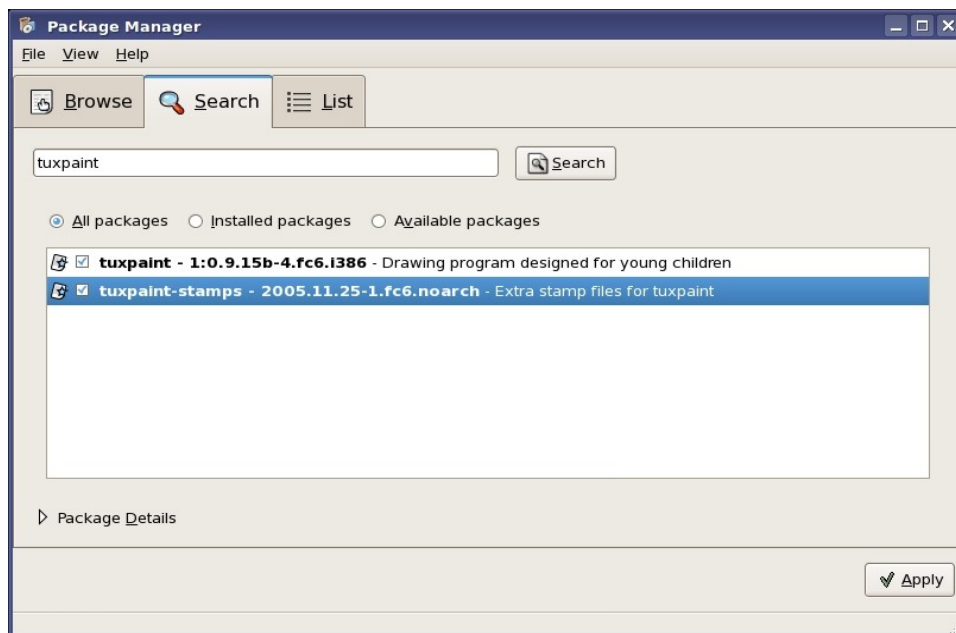 Package Manager
File View Help
Browse Search List
tuxpaint Search
All packages Installed packages Available packages
tuxpaint - 1:0.9.15b-4.fc6.i386 - Drawing program designed for young children
tuxpaint-stamps - 2005.11.25-1.fc6.noarch - Extra stamp files for tuxpaint
Package Details
Apply